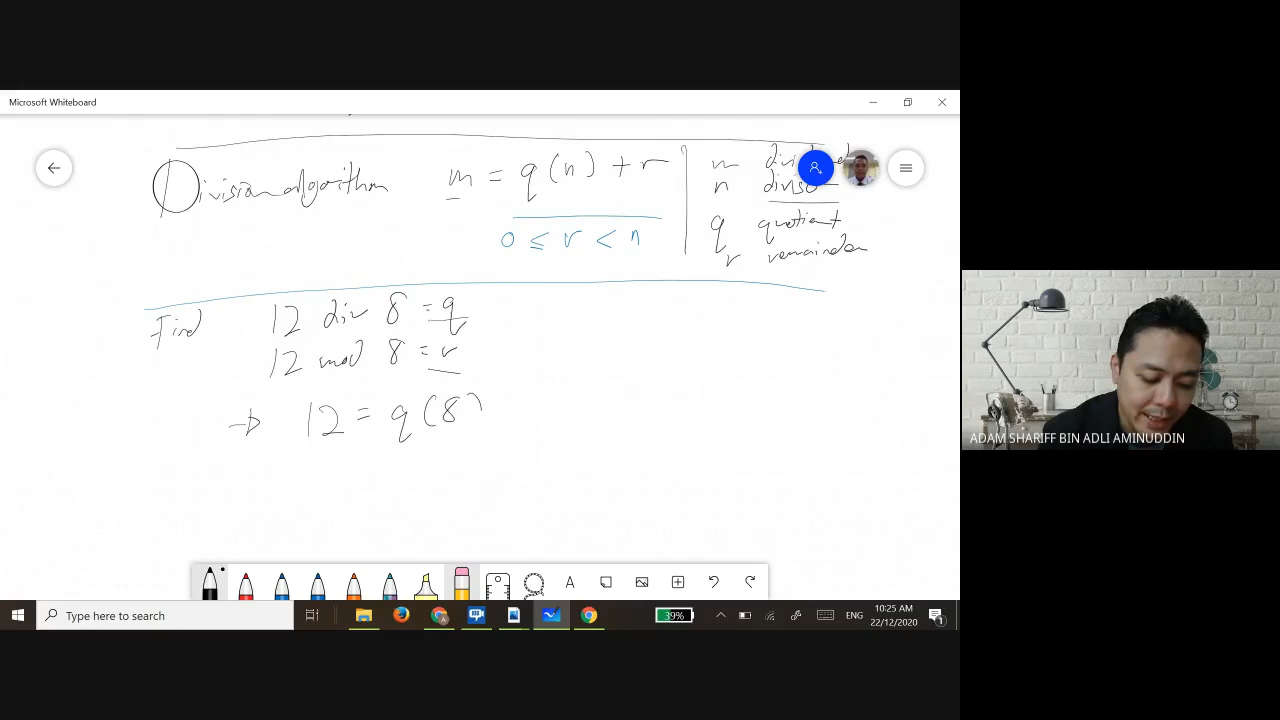 Microsoft Whiteboard
Division algorithm m = q(n) + r
0 ≤ r < n
m
n divisor
q quotient
r remainder
Find 12 div 8 = q
12 mod 8 = r
→ 12 = q(8)
ADAM SHARIFF BIN ADLI AMINUDDIN
A
Type here to search
39%
ENG
10:25 AM
22/12/2020
1